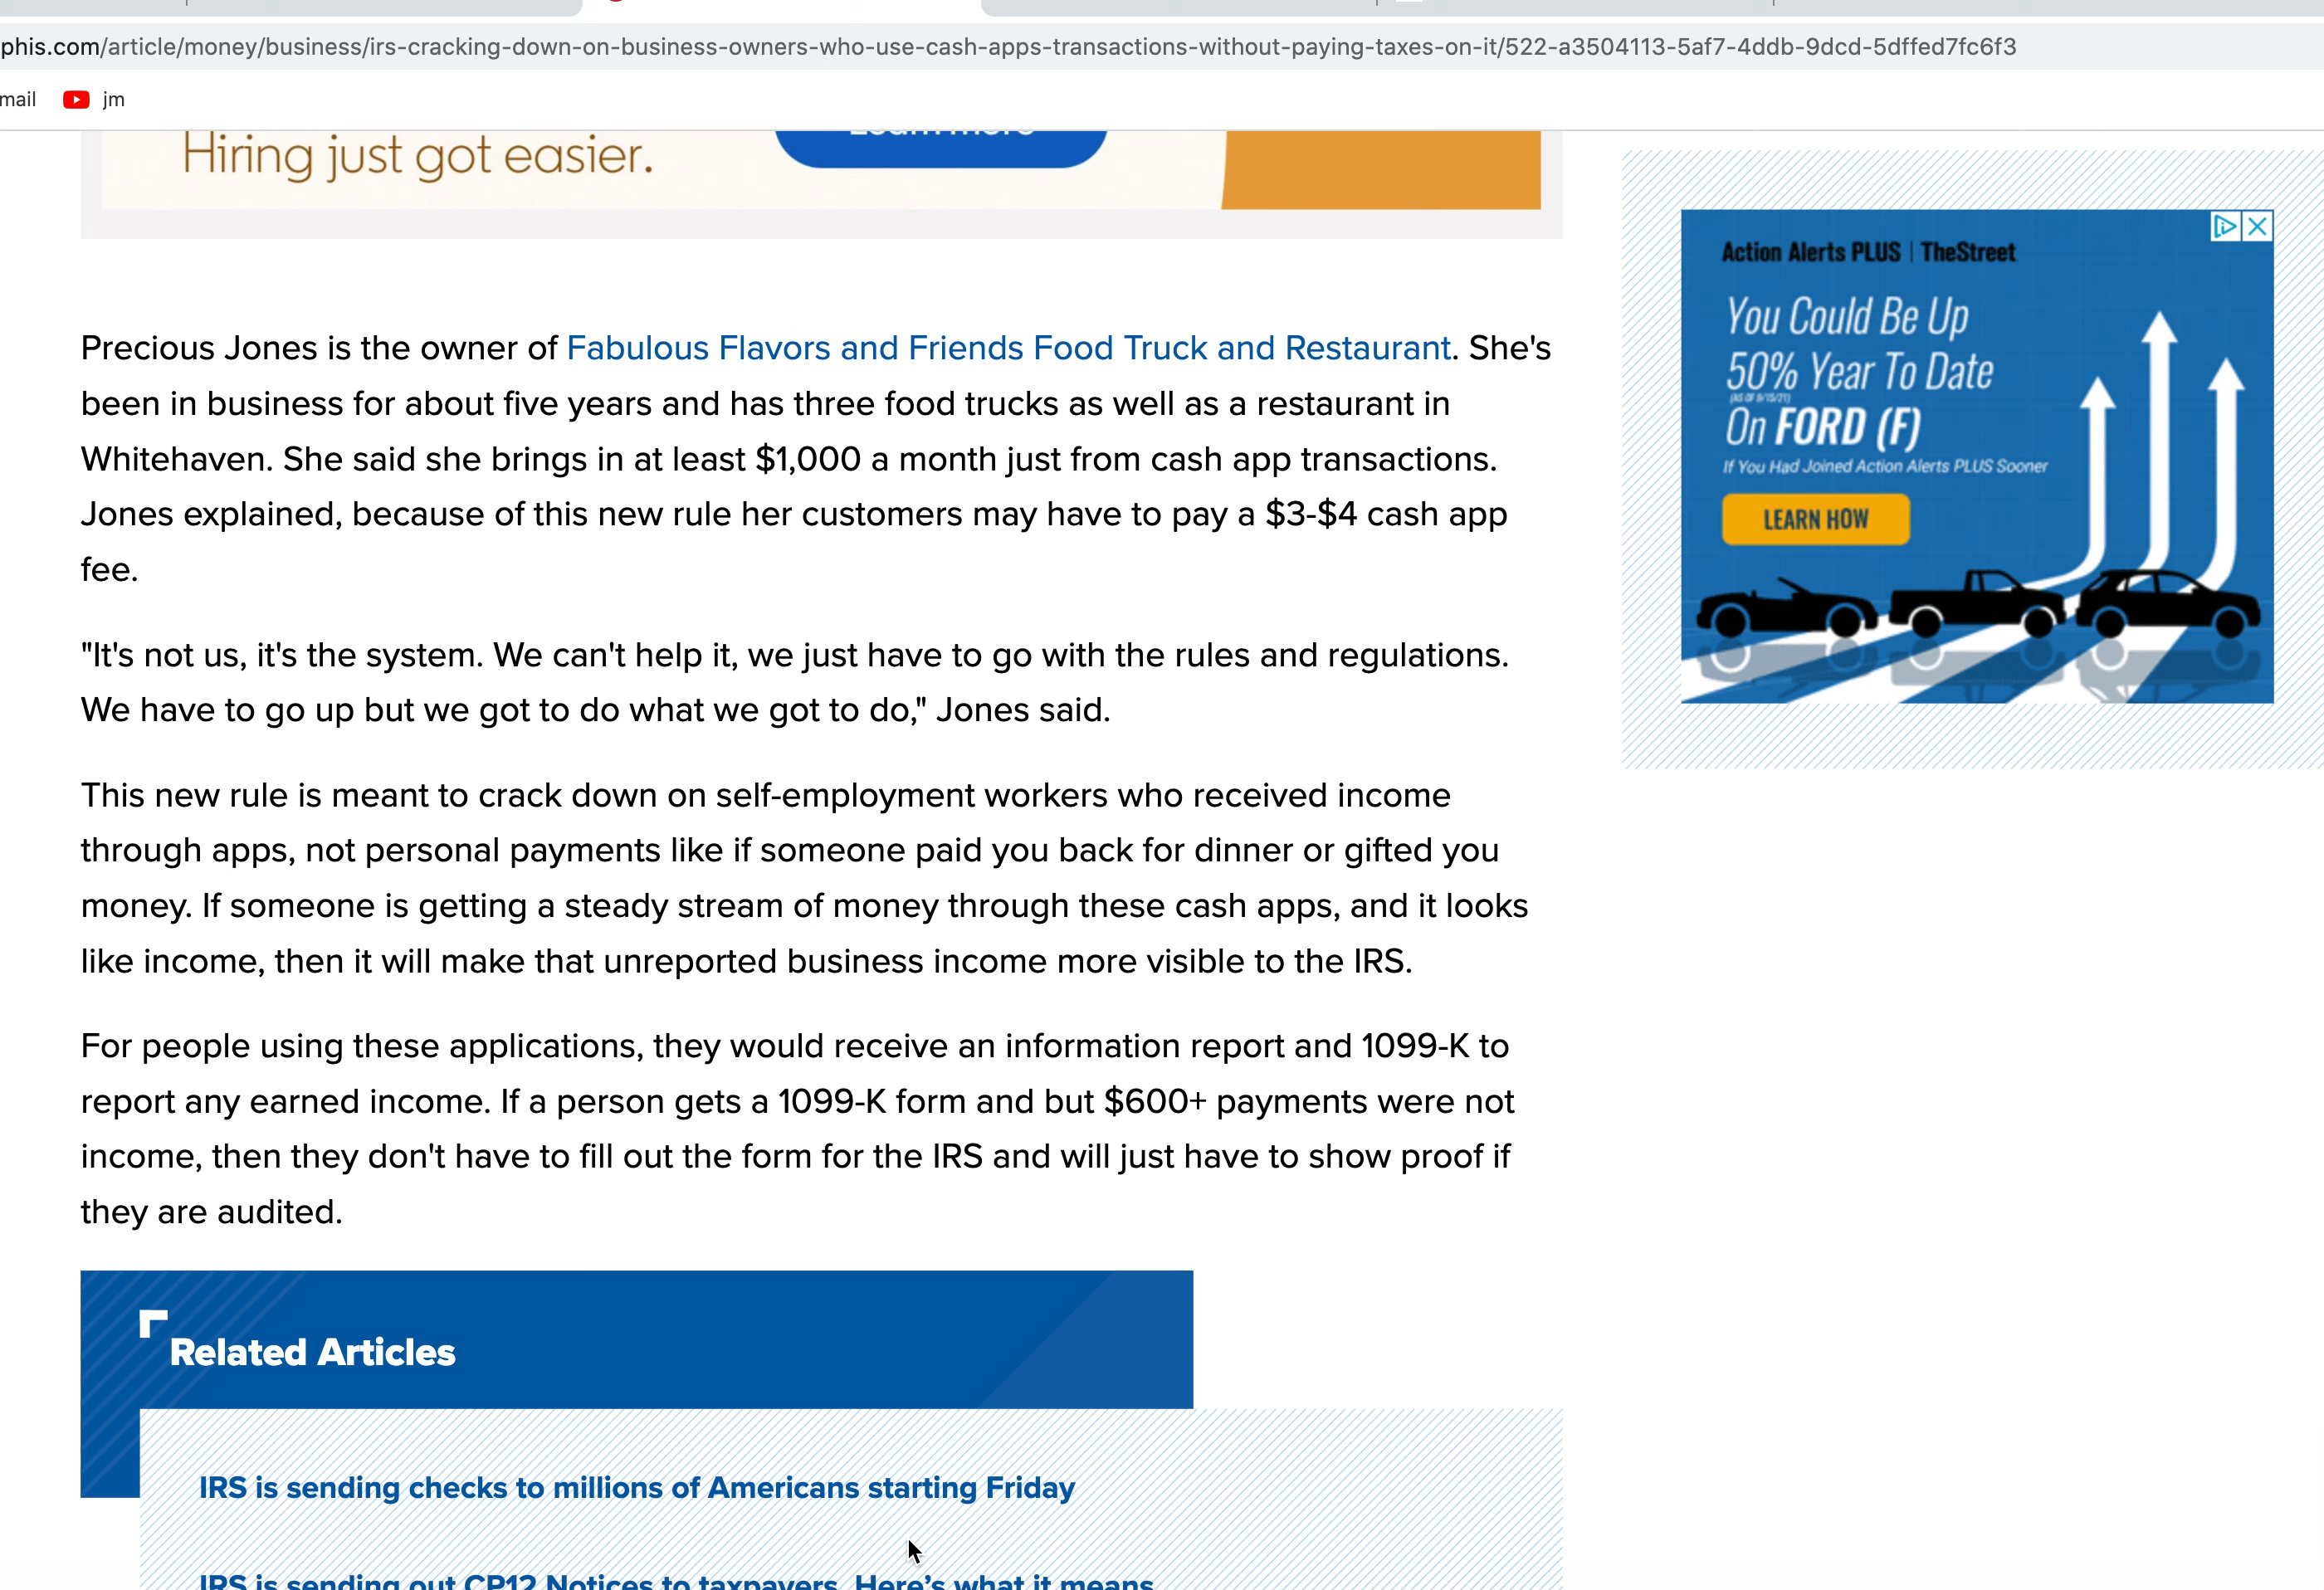 phis.com/article/money/business/irs-cracking-down-on-business-owners-who-use-cash-apps-transactions-without-paying-taxes-on-it/522-a3504113-5af7-4ddb-9dcd-5dffed7fc6f3
mail jm
Hiring just got easier.
Learn more
Precious Jones is the owner of Fabulous Flavors and Friends Food Truck and Restaurant. She's
been in business for about five years and has three food trucks as well as a restaurant in
Whitehaven. She said she brings in at least $1,000 a month just from cash app transactions.
Jones explained, because of this new rule her customers may have to pay a $3-$4 cash app
fee.
"It's not us, it's the system. We can't help it, we just have to go with the rules and regulations.
We have to go up but we got to do what we got to do," Jones said.
This new rule is meant to crack down on self-employment workers who received income
through apps, not personal payments like if someone paid you back for dinner or gifted you
money. If someone is getting a steady stream of money through these cash apps, and it looks
like income, then it will make that unreported business income more visible to the IRS.
For people using these applications, they would receive an information report and 1099-K to
report any earned income. If a person gets a 1099-K form and but $600+ payments were not
income, then they don't have to fill out the form for the IRS and will just have to show proof if
they are audited.
Related Articles
IRS is sending checks to millions of Americans starting Friday
IRS is sending out CP12 Notices to taxpayers. Here's what it means
Action Alerts PLUS | TheStreet
You Could Be Up
50% Year To Date
(AS OF 9/15/21)
On FORD (F)
If You Had Joined Action Alerts PLUS Sooner
LEARN HOW